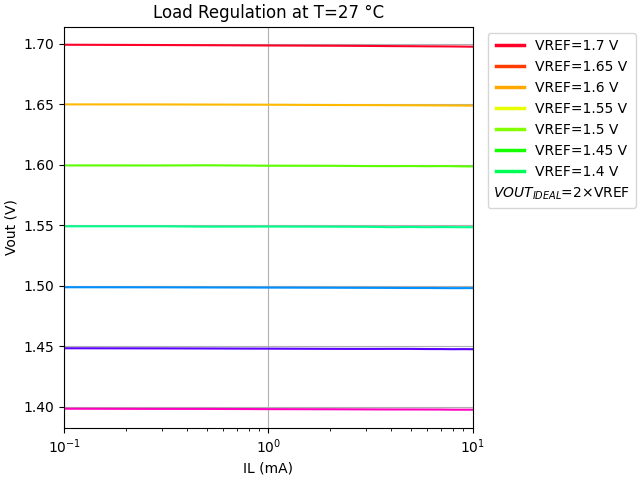 Load Regulation at T=27 °C
Vout (V)
1.70
1.65
1.60
1.55
1.50
1.45
1.40
10⁻¹
10⁰
10¹
IL (mA)
VREF=1.7 V
VREF=1.65 V
VREF=1.6 V
VREF=1.55 V
VREF=1.5 V
VREF=1.45 V
VREF=1.4 V
VOUT_IDEAL=2×VREF